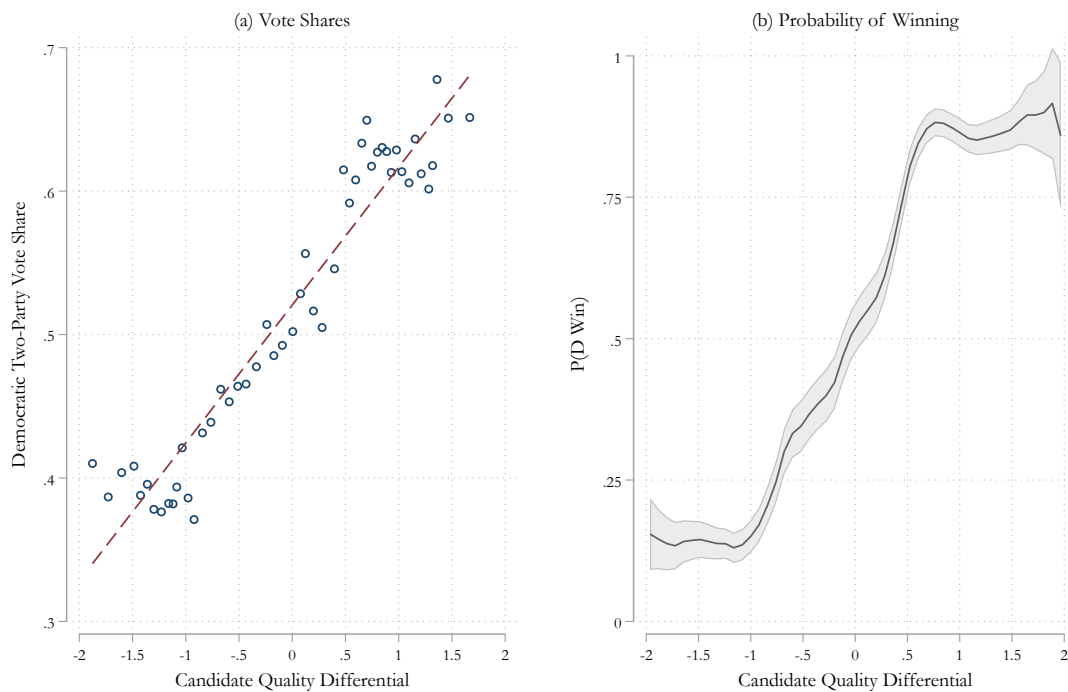 (a) Vote Shares
.7
.6
.5
.4
.3
Democratic Two-Party Vote Share
-2 -1.5 -1 -.5 0 .5 1 1.5 2
Candidate Quality Differential
(b) Probability of Winning
1
.75
.5
.25
0
P(D Win)
-2 -1.5 -1 -.5 0 .5 1 1.5 2
Candidate Quality Differential